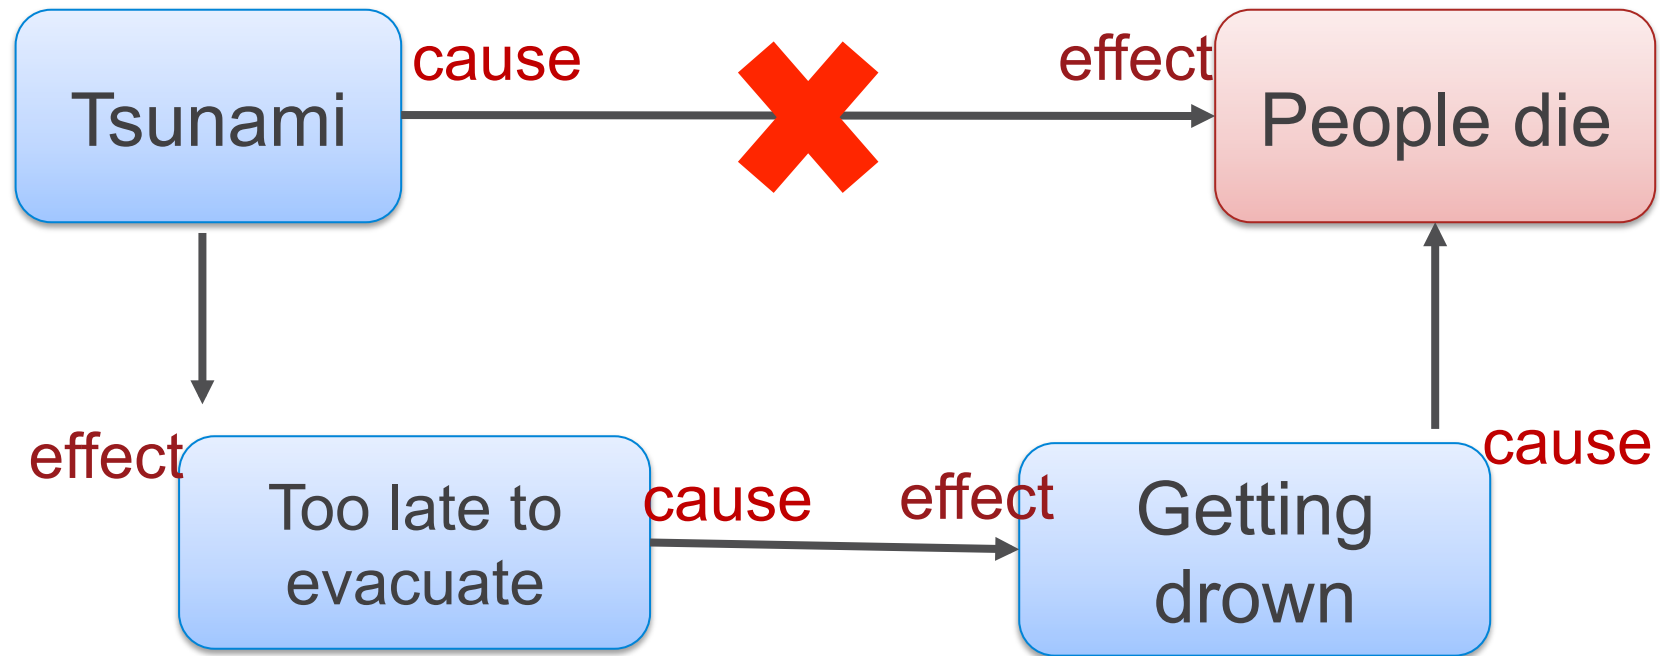 Tsunami
cause
effect
People die
effect
Too late to
evacuate
cause
effect
Getting
drown
cause